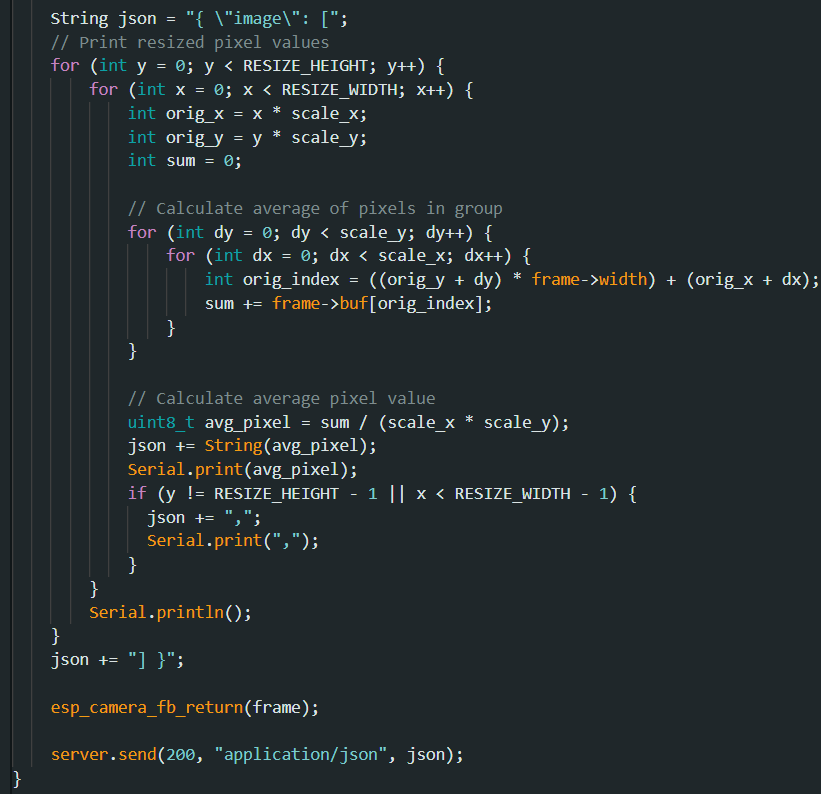 String json = "{ \"image\": [";
// Print resized pixel values
for (int y = 0; y < RESIZE_HEIGHT; y++) {
for (int x = 0; x < RESIZE_WIDTH; x++) {
int orig_x = x * scale_x;
int orig_y = y * scale_y;
int sum = 0;
// Calculate average of pixels in group
for (int dy = 0; dy < scale_y; dy++) {
for (int dx = 0; dx < scale_x; dx++) {
int orig_index = ((orig_y + dy) * frame->width) + (orig_x + dx);
sum += frame->buf[orig_index];
}
}
// Calculate average pixel value
uint8_t avg_pixel = sum / (scale_x * scale_y);
json += String(avg_pixel);
Serial.print(avg_pixel);
if (y != RESIZE_HEIGHT - 1 || x < RESIZE_WIDTH - 1) {
json += ",";
Serial.print(",");
}
}
Serial.println();
}
json += "] }";
esp_camera_fb_return(frame);
server.send(200, "application/json", json);
}